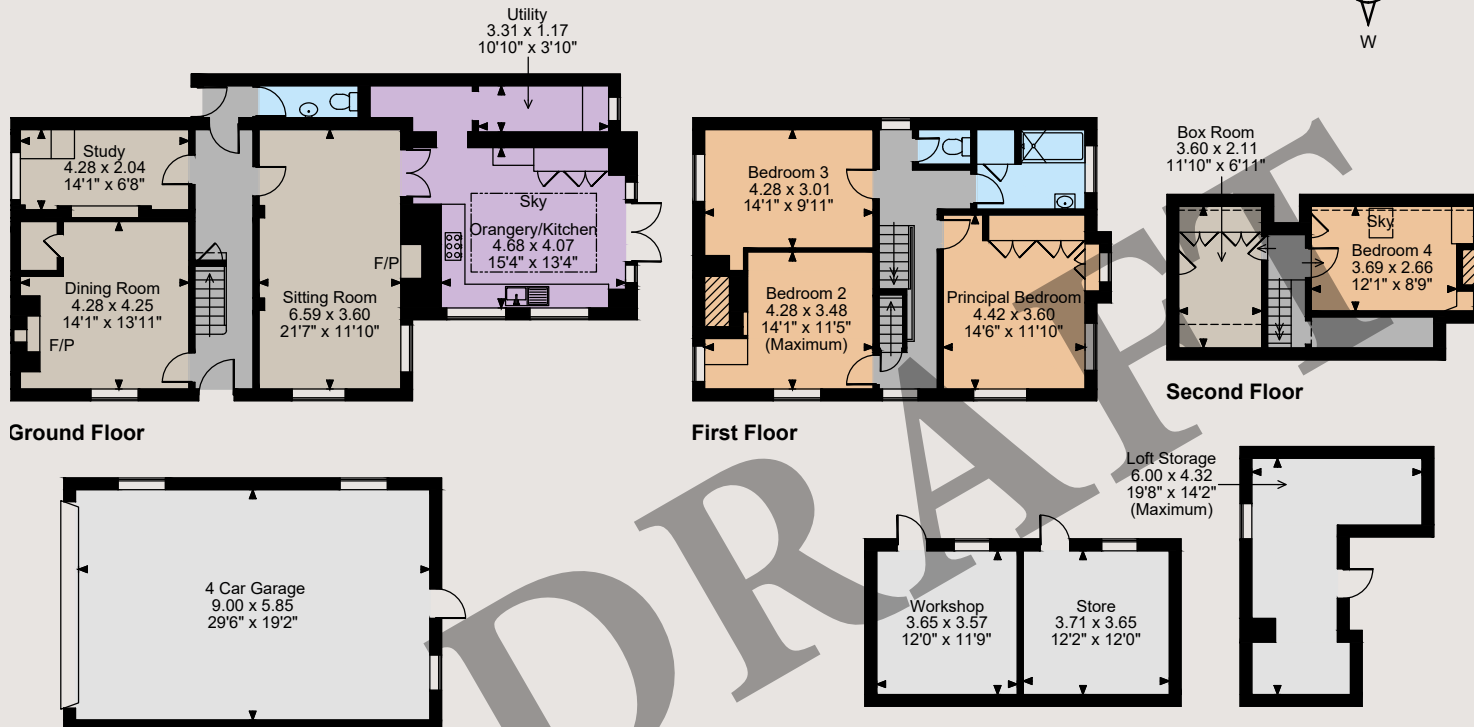 W
Utility
3.31 x 1.17
10'10" x 3'10"
Study
4.28 x 2.04
14'1" x 6'8"
Sky
Orangery/Kitchen
4.68 x 4.07
15'4" x 13'4"
Dining Room
4.28 x 4.25
14'1" x 13'11"
F/P
Sitting Room
6.59 x 3.60
21'7" x 11'10"
F/P
Ground Floor
Bedroom 3
4.28 x 3.01
14'1" x 9'11"
Bedroom 2
4.28 x 3.48
14'1" x 11'5"
(Maximum)
Principal Bedroom
4.42 x 3.60
14'6" x 11'10"
First Floor
Box Room
3.60 x 2.11
11'10" x 6'11"
Sky
Bedroom 4
3.69 x 2.66
12'1" x 8'9"
Second Floor
4 Car Garage
9.00 x 5.85
29'6" x 19'2"
Workshop
3.65 x 3.57
12'0" x 11'9"
Store
3.71 x 3.65
12'2" x 12'0"
Loft Storage
6.00 x 4.32
19'8" x 14'2"
(Maximum)
DRAFT